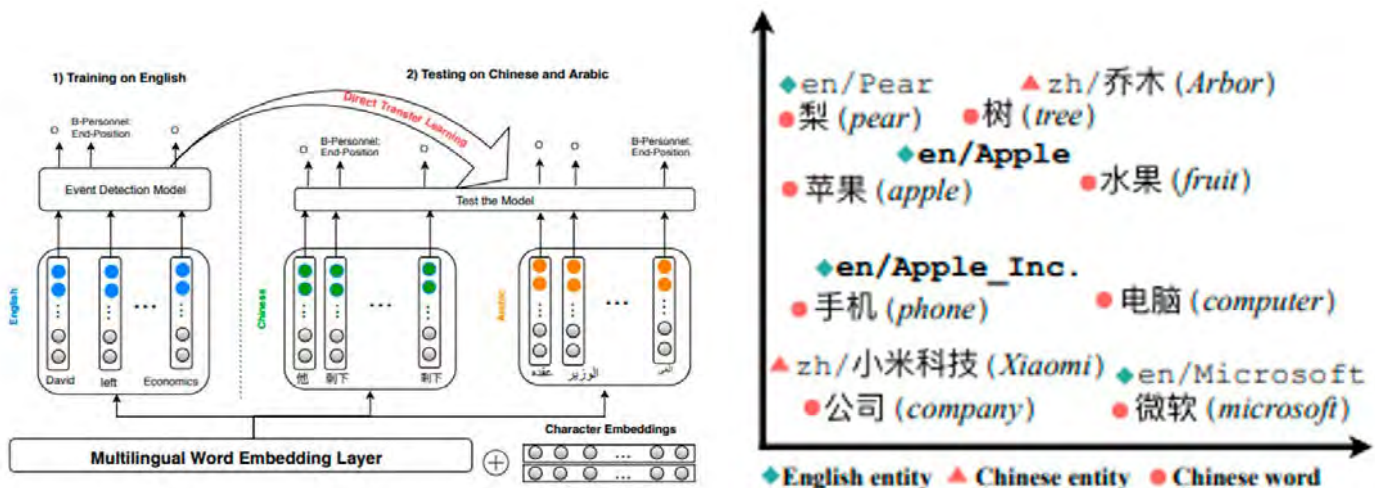 1) Training on English
2) Testing on Chinese and Arabic
Direct Transfer Learning
O
B-Personnel:
End-Position
O
O
B-Personnel:
End-Position
O
O
O
B-Personnel:
End-Position
Event Detection Model
Test the Model
English
Chinese
Arabic
David
left
...
Economics
他
剩下
...
剩下
عقده
الوزير
...
Multilingual Word Embedding Layer
Character Embeddings
...
...
en/Pear
zh/乔木 (Arbor)
梨 (pear)
树 (tree)
en/Apple
苹果 (apple)
水果 (fruit)
en/Apple_Inc.
手机 (phone)
电脑 (computer)
zh/小米科技 (Xiaomi)
en/Microsoft
公司 (company)
微软 (microsoft)
English entity
Chinese entity
Chinese word